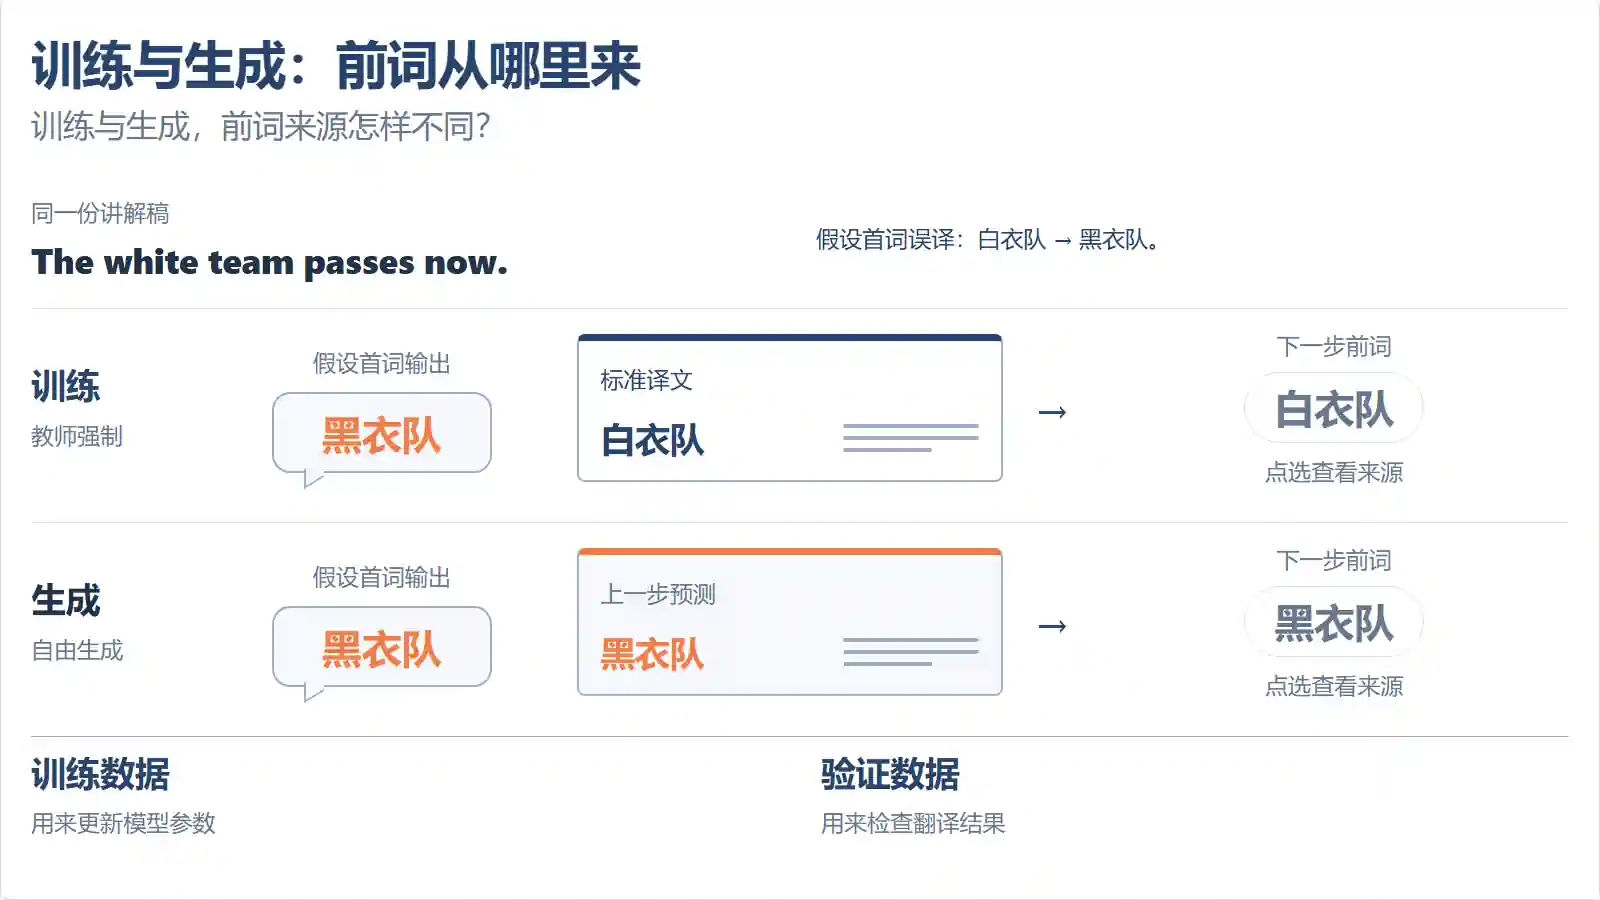 训练与生成：前词从哪里来
训练与生成，前词来源怎样不同？
同一份讲解稿
The white team passes now.
假设首词误译：白衣队 → 黑衣队。
训练
教师强制
假设首词输出
黑衣队
标准译文
白衣队
→
下一步前词
白衣队
点选查看来源
生成
自由生成
假设首词输出
黑衣队
上一步预测
黑衣队
→
下一步前词
黑衣队
点选查看来源
训练数据
用来更新模型参数
验证数据
用来检查翻译结果